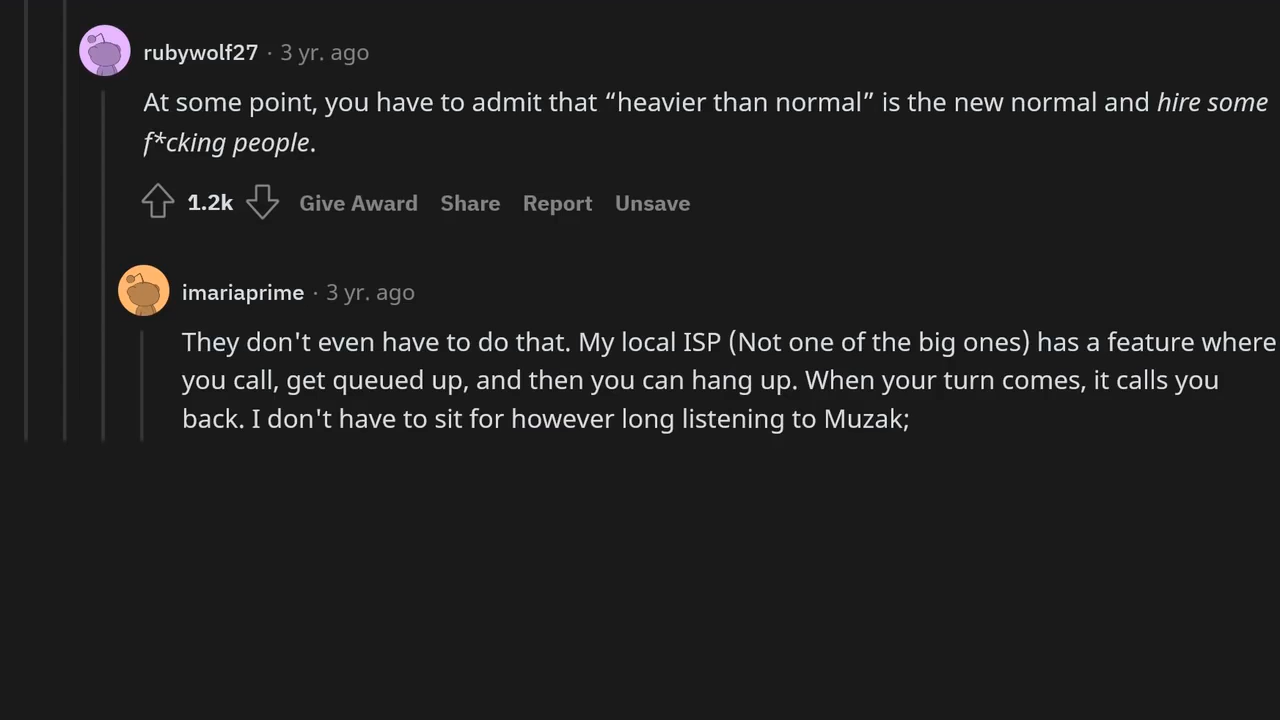 rubywolf27 · 3 yr. ago
At some point, you have to admit that “heavier than normal” is the new normal and hire some
f*cking people.
1.2k Give Award Share Report Unsave
imariaprime · 3 yr. ago
They don't even have to do that. My local ISP (Not one of the big ones) has a feature where
you call, get queued up, and then you can hang up. When your turn comes, it calls you
back. I don't have to sit for however long listening to Muzak;